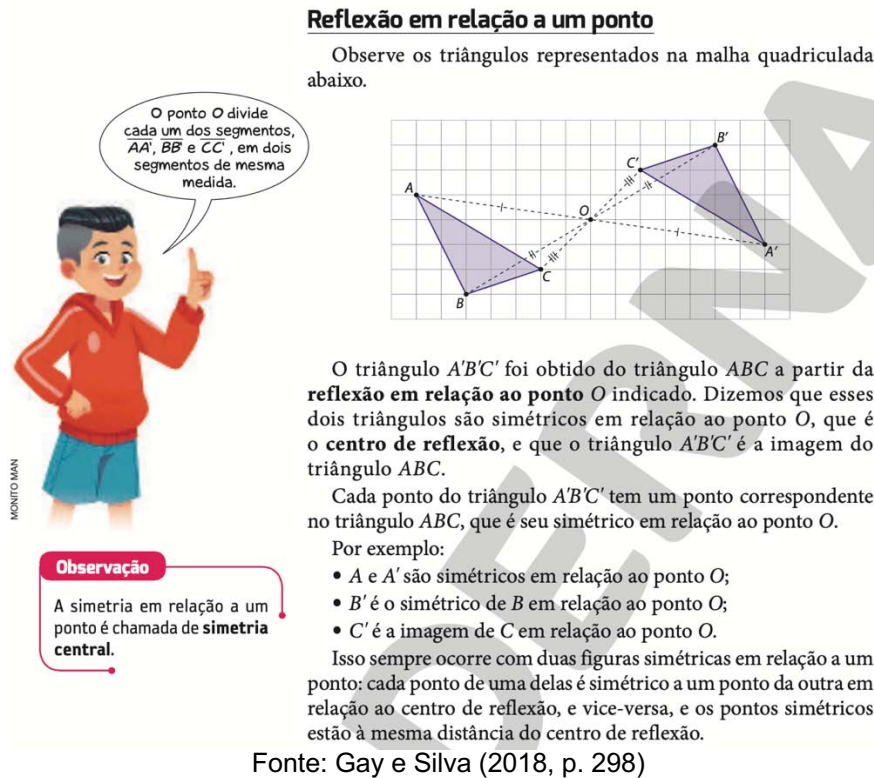 Reflexão em relação a um ponto
Observe os triângulos representados na malha quadriculada
abaixo.
O ponto O divide
cada um dos segmentos,
AA', BB' e CC' , em dois
segmentos de mesma
medida.
A
B
C
O
C'
B'
A'
O triângulo A'B'C' foi obtido do triângulo ABC a partir da
reflexão em relação ao ponto O indicado. Dizemos que esses
dois triângulos são simétricos em relação ao ponto O, que é
o centro de reflexão, e que o triângulo A'B'C' é a imagem do
triângulo ABC.
Cada ponto do triângulo A'B'C' tem um ponto correspondente
no triângulo ABC, que é seu simétrico em relação ao ponto O.
Por exemplo:
• A e A' são simétricos em relação ao ponto O;
• B' é o simétrico de B em relação ao ponto O;
• C' é a imagem de C em relação ao ponto O.
Isso sempre ocorre com duas figuras simétricas em relação a um
ponto: cada ponto de uma delas é simétrico a um ponto da outra em
relação ao centro de reflexão, e vice-versa, e os pontos simétricos
estão à mesma distância do centro de reflexão.
MONITO MAN
Observação
A simetria em relação a um
ponto é chamada de simetria
central.
DERNA
Fonte: Gay e Silva (2018, p. 298)